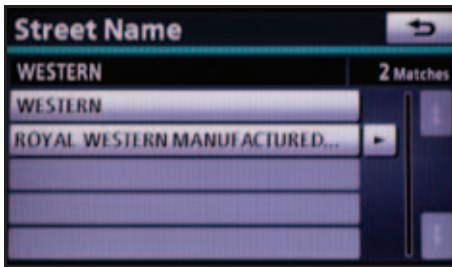 Street Name
WESTERN 2 Matches
WESTERN
ROYAL WESTERN MANUFACTURED...